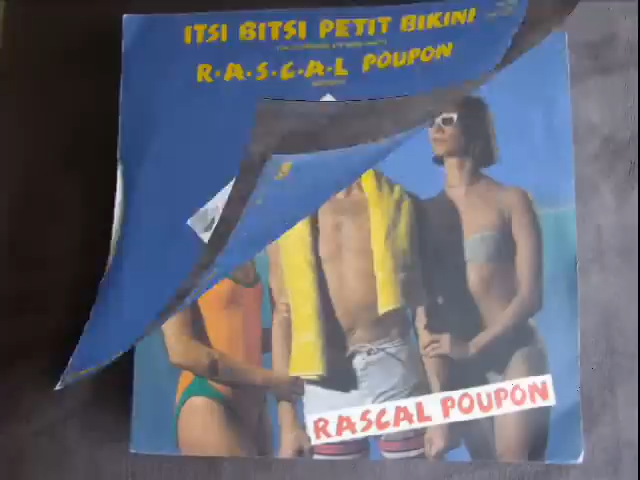 ITSI BITSI PETIT BIKINI
R·A·S·C·A·L POUPON
RASCAL POUPON